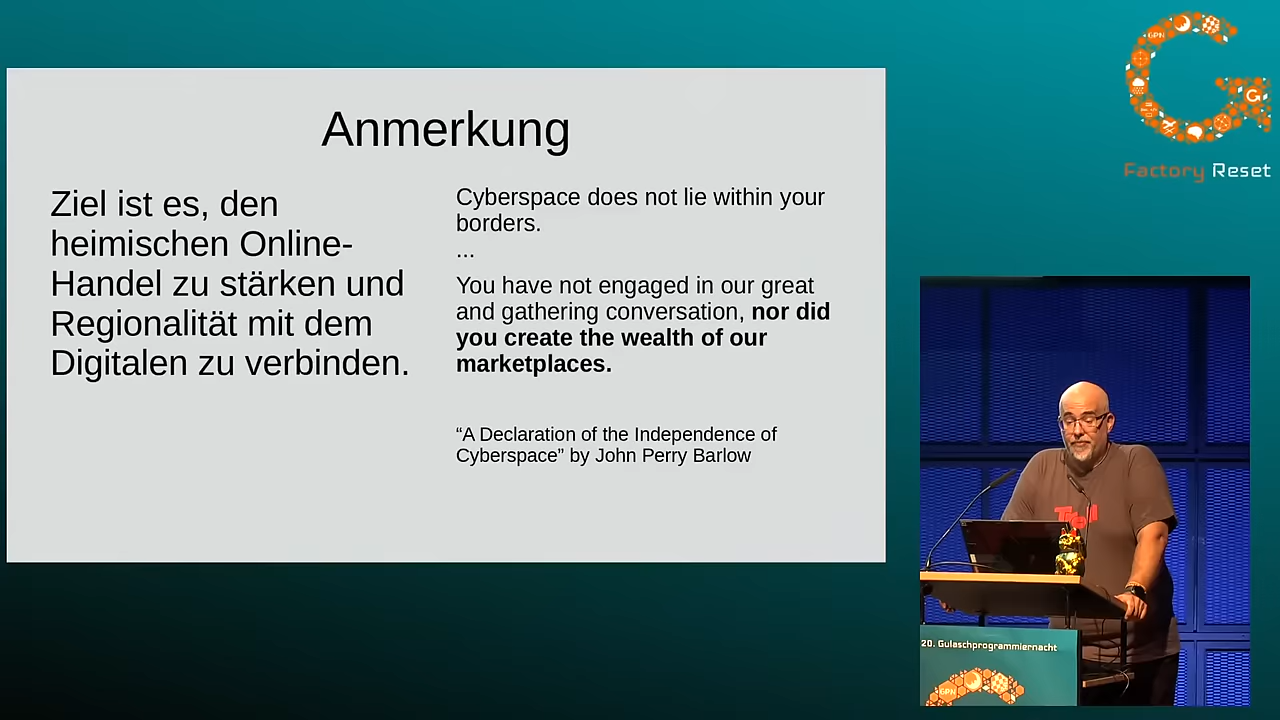 Anmerkung
Ziel ist es, den
heimischen Online-
Handel zu stärken und
Regionalität mit dem
Digitalen zu verbinden.
Cyberspace does not lie within your
borders.
...
You have not engaged in our great
and gathering conversation, nor did
you create the wealth of our
marketplaces.
“A Declaration of the Independence of
Cyberspace” by John Perry Barlow
GPN
Factory Reset
20. Gulaschprogrammiernacht
GPN